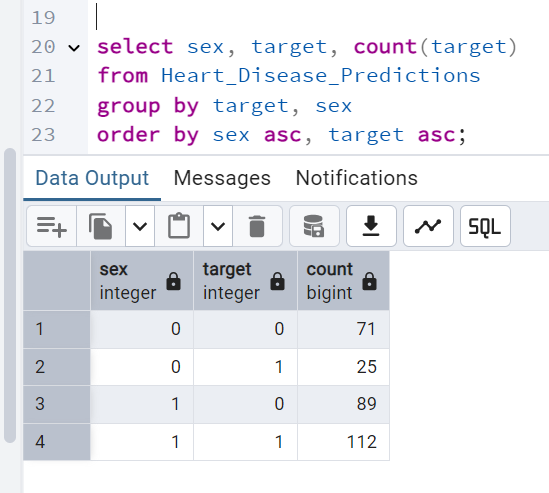 19
20 select sex, target, count(target)
21 from Heart_Disease_Predictions
22 group by target, sex
23 order by sex asc, target asc;
Data Output Messages Notifications
SQL
sex target count
integer integer bigint
1 0 0 71
2 0 1 25
3 1 0 89
4 1 1 112